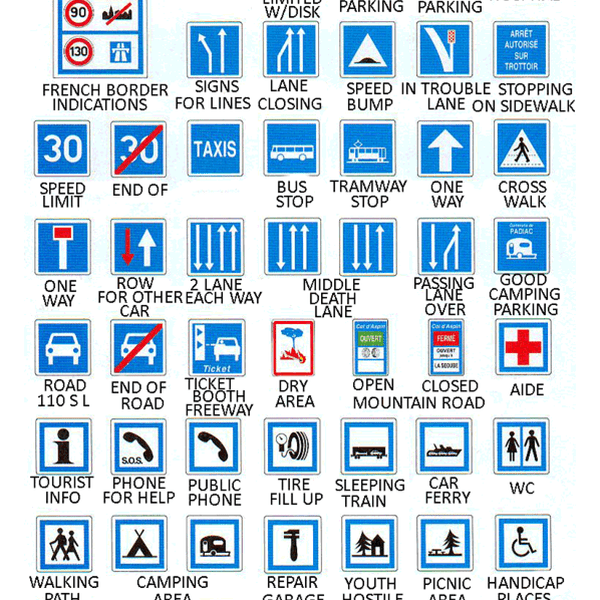 LIMITED
W/DISK
PARKING
PARKING
90
130
FRENCH BORDER
INDICATIONS
SIGNS
FOR LINES
LANE
CLOSING
SPEED
BUMP
IN TROUBLE
LANE
ARRÊT
AUTORISÉ
SUR
TROTTOIR
STOPPING
ON SIDEWALK
30
SPEED
LIMIT
30
END OF
TAXIS
BUS
STOP
TRAMWAY
STOP
ONE
WAY
CROSS
WALK
ONE
WAY
ROW
FOR OTHER
CAR
2 LANE
EACH WAY
MIDDLE
DEATH
LANE
PASSING
LANE
OVER
Commune de
PADIAC
GOOD
CAMPING
PARKING
ROAD
110 S L
END OF
ROAD
Ticket
TICKET
BOOTH
FREEWAY
DRY
AREA
Col d'Aspin
OUVERT
OPEN
Col d'Aspin
FERMÉ
OUVERT
JUSQU'À
LA SEOUBE
CLOSED
MOUNTAIN ROAD
AIDE
TOURIST
INFO
S.O.S.
PHONE
FOR HELP
PUBLIC
PHONE
TIRE
FILL UP
SLEEPING
TRAIN
CAR
FERRY
WC
WALKING
PATH
CAMPING
AREA
REPAIR
GARAGE
YOUTH
HOSTILE
PICNIC
AREA
HANDICAP
PLACES